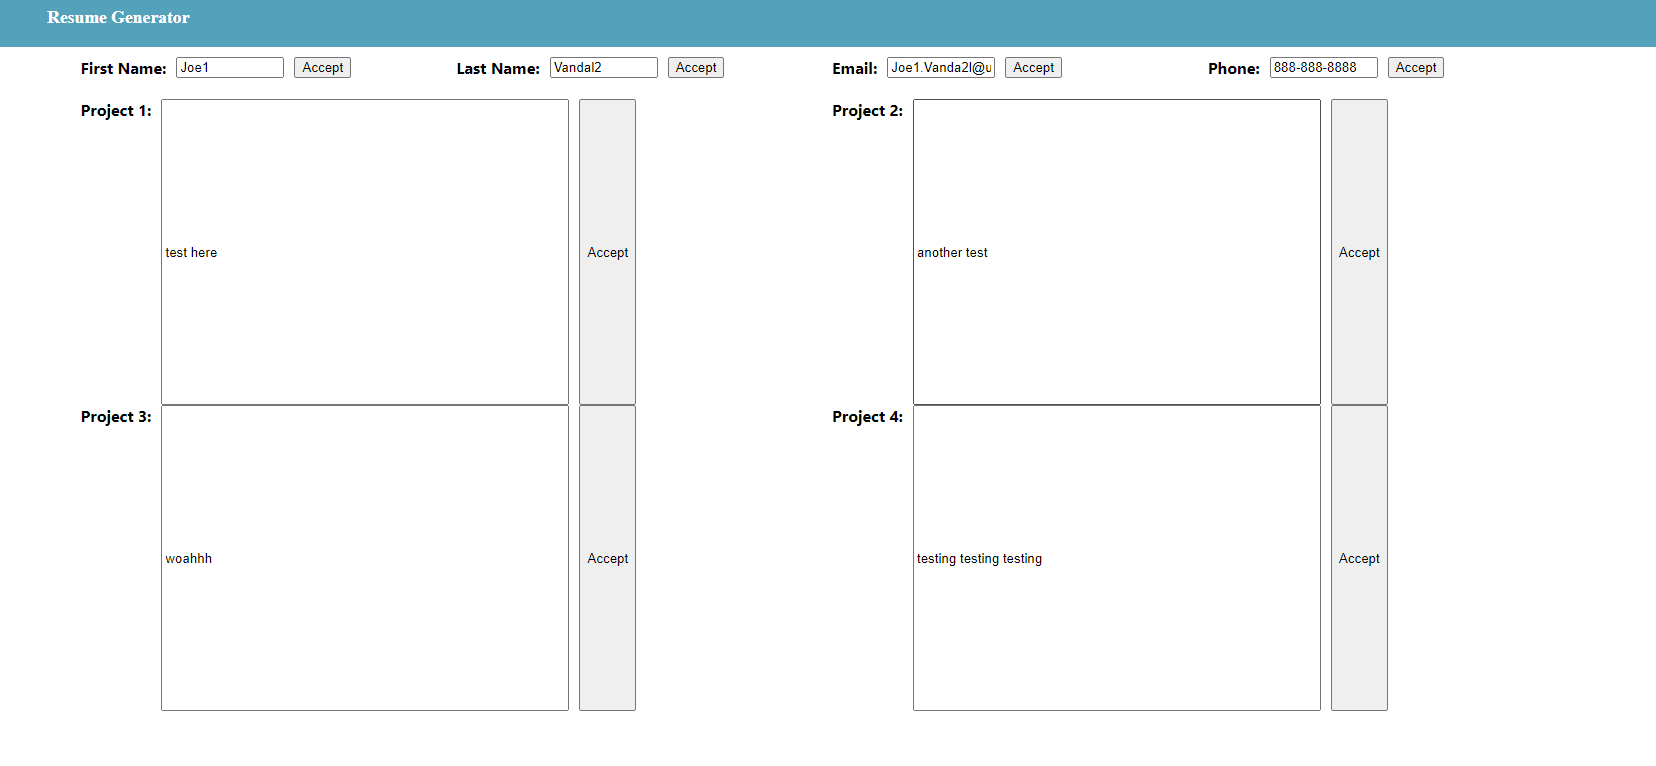 Resume Generator
First Name: Joe1 Accept Last Name: Vandal2 Accept Email: Joe1.Vanda2l@u Accept Phone: 888-888-8888 Accept
Project 1: test here Accept Project 2: another test Accept
Project 3: woahhh Accept Project 4: testing testing testing Accept